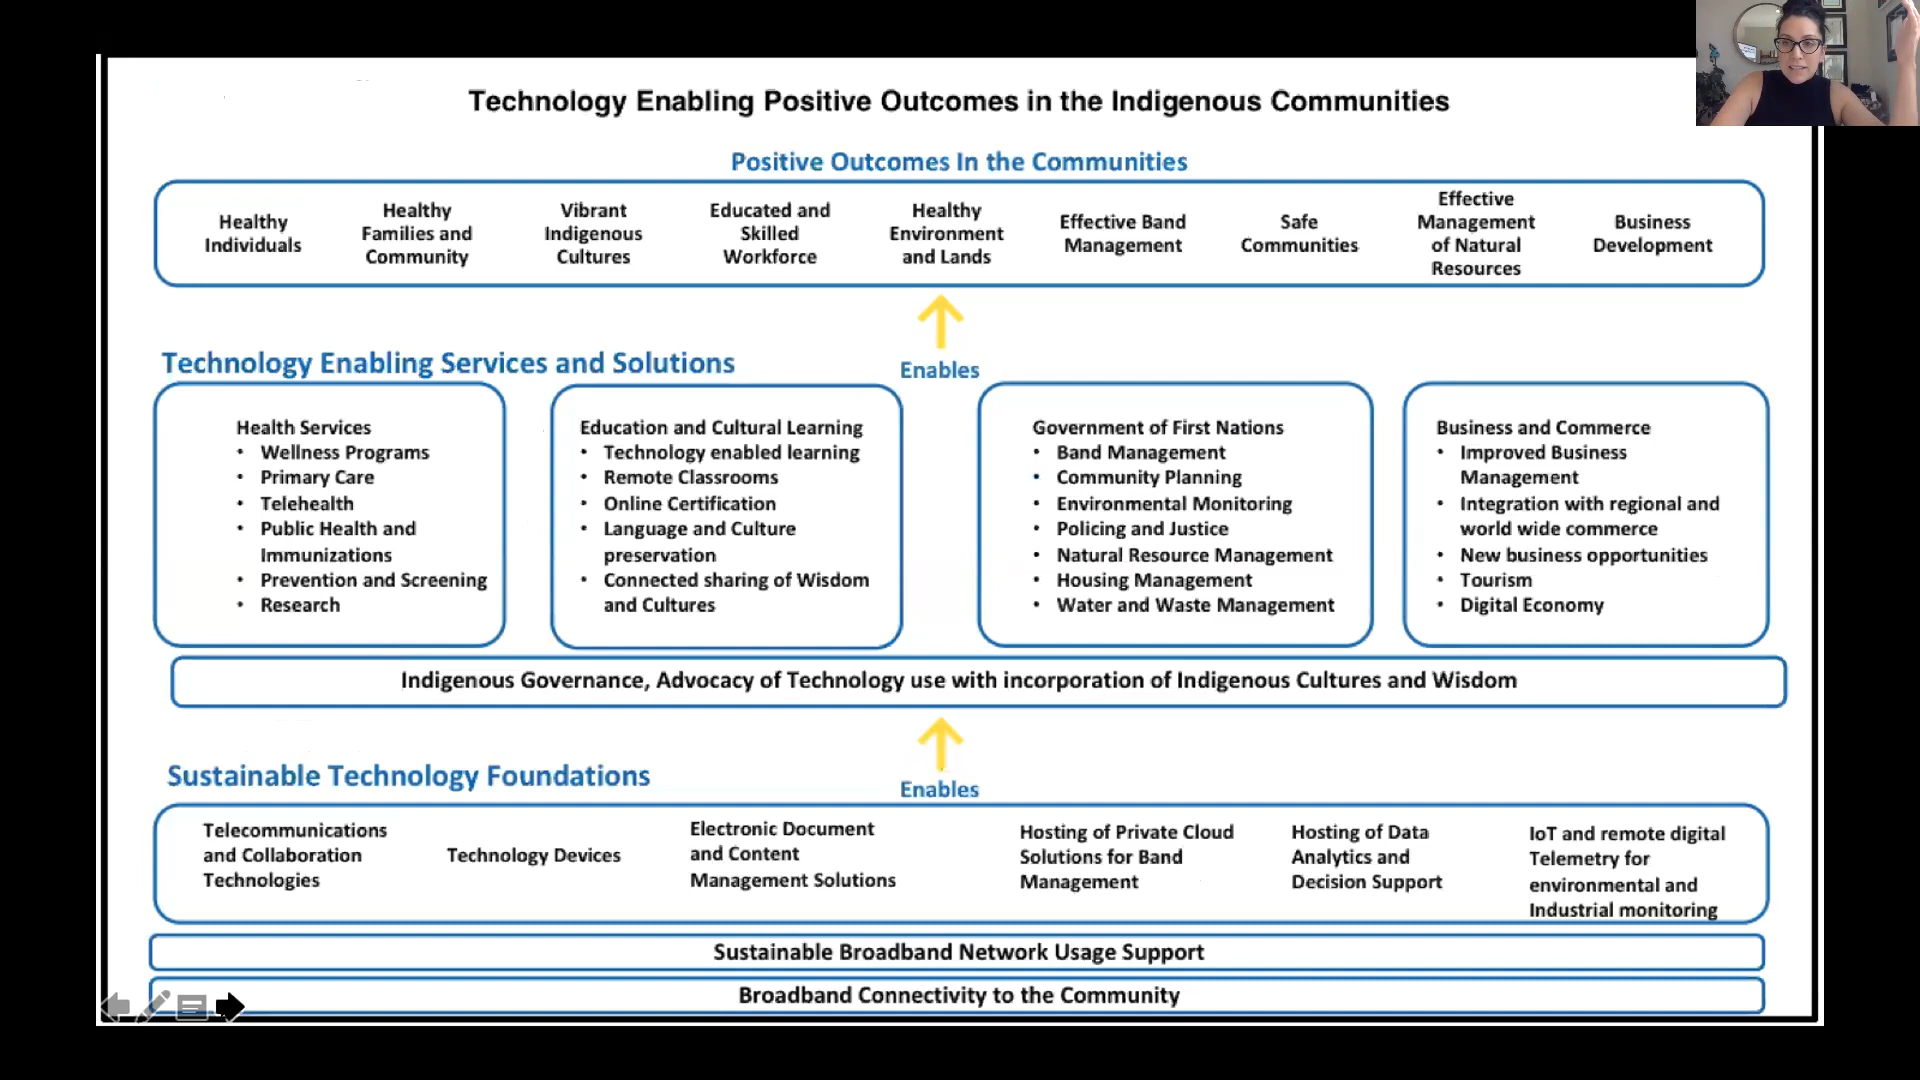 Technology Enabling Positive Outcomes in the Indigenous Communities
Positive Outcomes In the Communities
Healthy
Individuals
Healthy
Families and
Community
Vibrant
Indigenous
Cultures
Educated and
Skilled
Workforce
Healthy
Environment
and Lands
Effective Band
Management
Safe
Communities
Effective
Management
of Natural
Resources
Business
Development
Enables
Technology Enabling Services and Solutions
Health Services
• Wellness Programs
• Primary Care
• Telehealth
• Public Health and
Immunizations
• Prevention and Screening
• Research
Education and Cultural Learning
• Technology enabled learning
• Remote Classrooms
• Online Certification
• Language and Culture
preservation
• Connected sharing of Wisdom
and Cultures
Government of First Nations
• Band Management
• Community Planning
• Environmental Monitoring
• Policing and Justice
• Natural Resource Management
• Housing Management
• Water and Waste Management
Business and Commerce
• Improved Business
Management
• Integration with regional and
world wide commerce
• New business opportunities
• Tourism
• Digital Economy
Indigenous Governance, Advocacy of Technology use with incorporation of Indigenous Cultures and Wisdom
Enables
Sustainable Technology Foundations
Telecommunications
and Collaboration
Technologies
Technology Devices
Electronic Document
and Content
Management Solutions
Hosting of Private Cloud
Solutions for Band
Management
Hosting of Data
Analytics and
Decision Support
IoT and remote digital
Telemetry for
environmental and
Industrial monitoring
Sustainable Broadband Network Usage Support
Broadband Connectivity to the Community